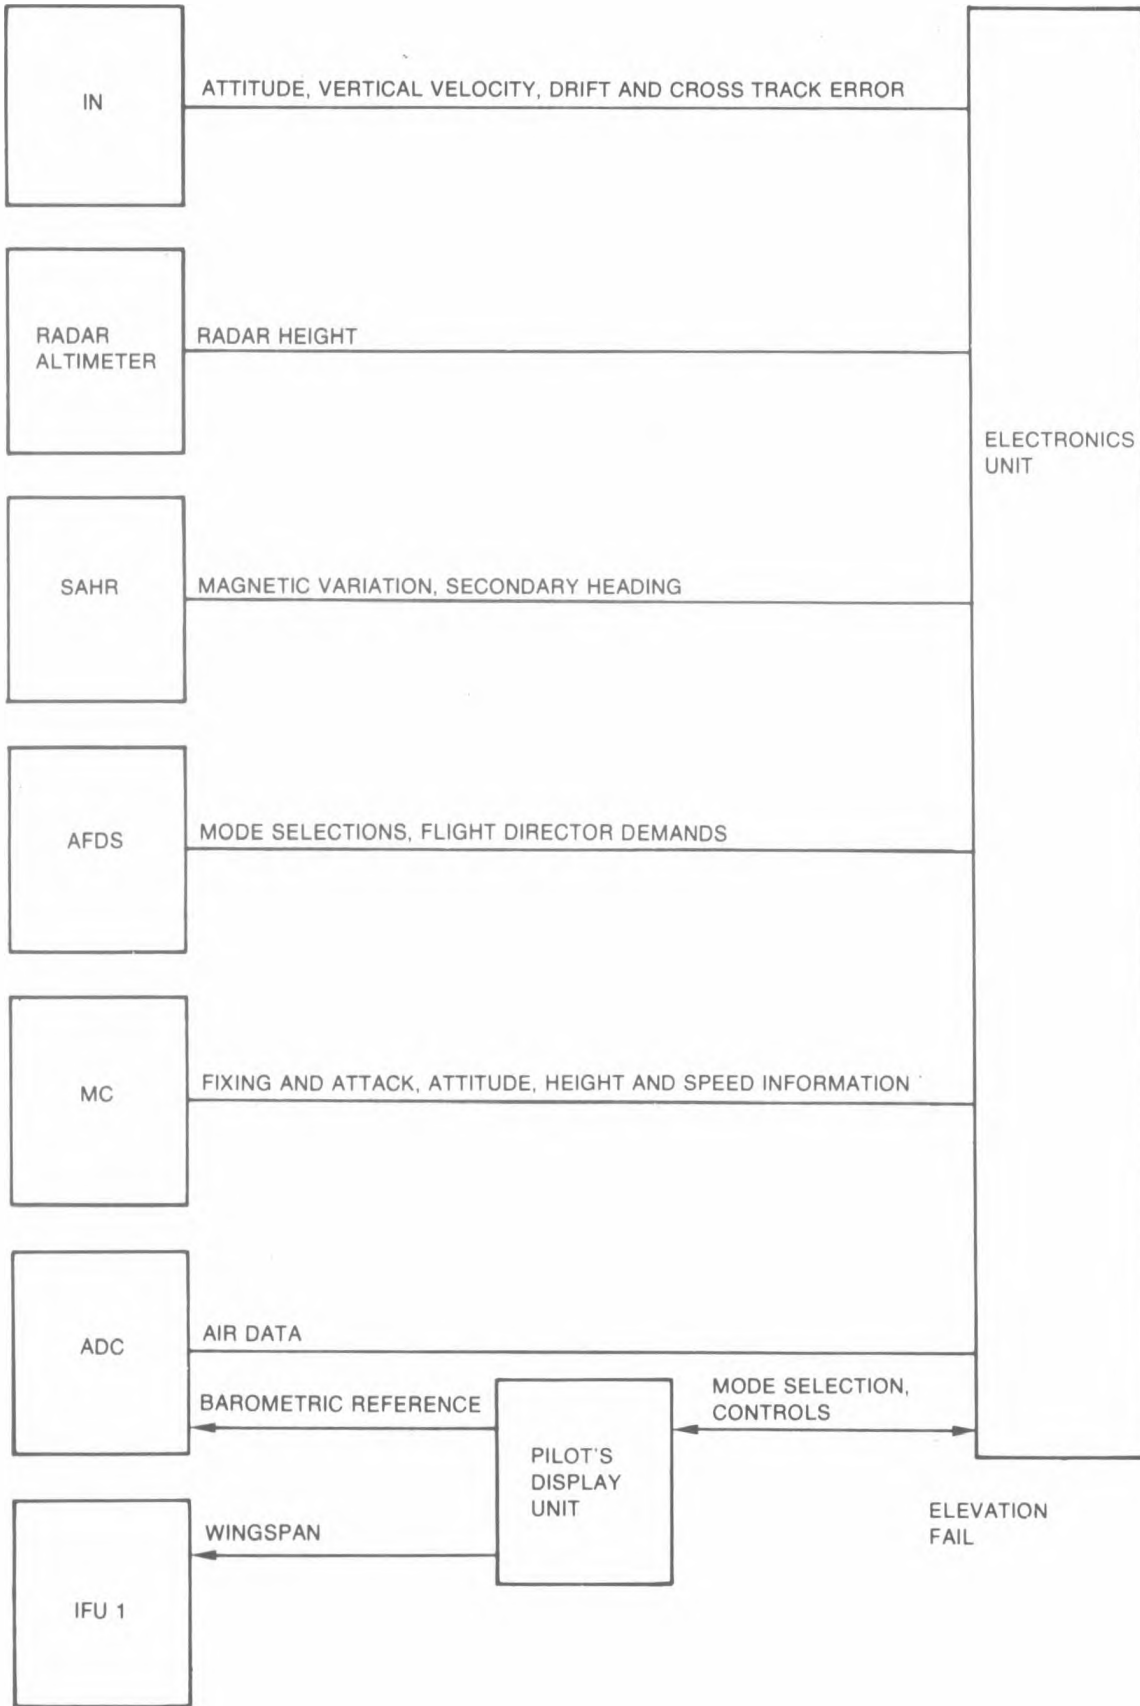 IN
ATTITUDE, VERTICAL VELOCITY, DRIFT AND CROSS TRACK ERROR
RADAR
ALTIMETER
RADAR HEIGHT
ELECTRONICS
UNIT
SAHR
MAGNETIC VARIATION, SECONDARY HEADING
AFDS
MODE SELECTIONS, FLIGHT DIRECTOR DEMANDS
MC
FIXING AND ATTACK, ATTITUDE, HEIGHT AND SPEED INFORMATION
ADC
AIR DATA
BAROMETRIC REFERENCE
MODE SELECTION,
CONTROLS
PILOT'S
DISPLAY
UNIT
ELEVATION
FAIL
WINGSPAN
IFU 1